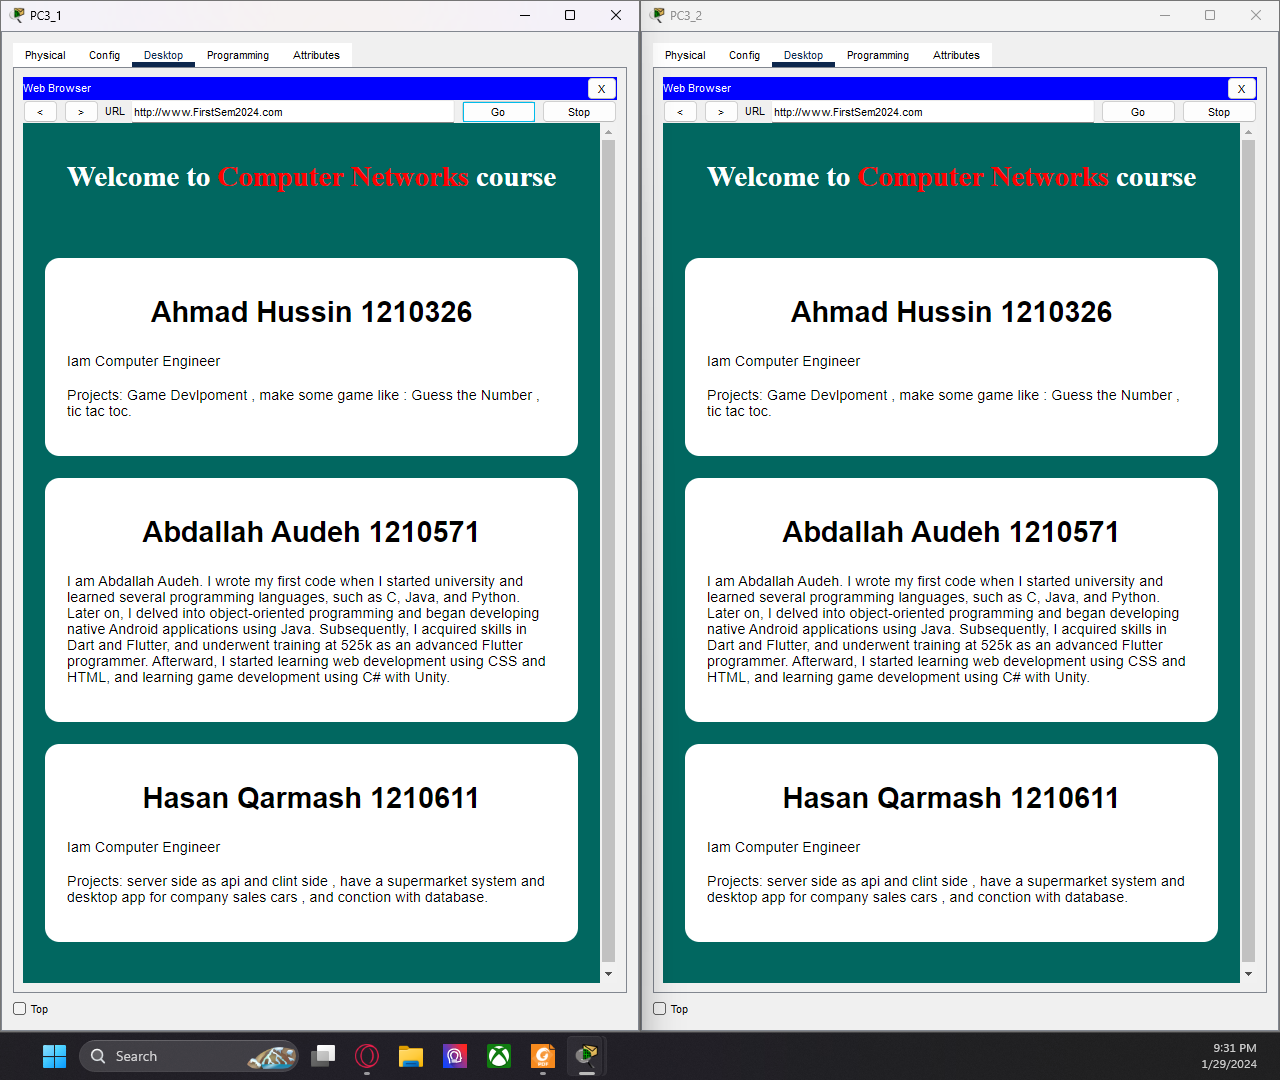 PC3_1
Physical Config Desktop Programming Attributes
Web Browser X
< > URL http://www.FirstSem2024.com Go Stop
Welcome to Computer Networks course
Ahmad Hussin 1210326
Iam Computer Engineer
Projects: Game Devlpoment , make some game like : Guess the Number ,
tic tac toc.
Abdallah Audeh 1210571
I am Abdallah Audeh. I wrote my first code when I started university and
learned several programming languages, such as C, Java, and Python.
Later on, I delved into object-oriented programming and began developing
native Android applications using Java. Subsequently, I acquired skills in
Dart and Flutter, and underwent training at 525k as an advanced Flutter
programmer. Afterward, I started learning web development using CSS and
HTML, and learning game development using C# with Unity.
Hasan Qarmash 1210611
Iam Computer Engineer
Projects: server side as api and clint side , have a supermarket system and
desktop app for company sales cars , and conction with database.
Top
PC3_2
Physical Config Desktop Programming Attributes
Web Browser X
< > URL http://www.FirstSem2024.com Go Stop
Welcome to Computer Networks course
Ahmad Hussin 1210326
Iam Computer Engineer
Projects: Game Devlpoment , make some game like : Guess the Number ,
tic tac toc.
Abdallah Audeh 1210571
I am Abdallah Audeh. I wrote my first code when I started university and
learned several programming languages, such as C, Java, and Python.
Later on, I delved into object-oriented programming and began developing
native Android applications using Java. Subsequently, I acquired skills in
Dart and Flutter, and underwent training at 525k as an advanced Flutter
programmer. Afterward, I started learning web development using CSS and
HTML, and learning game development using C# with Unity.
Hasan Qarmash 1210611
Iam Computer Engineer
Projects: server side as api and clint side , have a supermarket system and
desktop app for company sales cars , and conction with database.
Top
Search
PDF
9:31 PM
1/29/2024